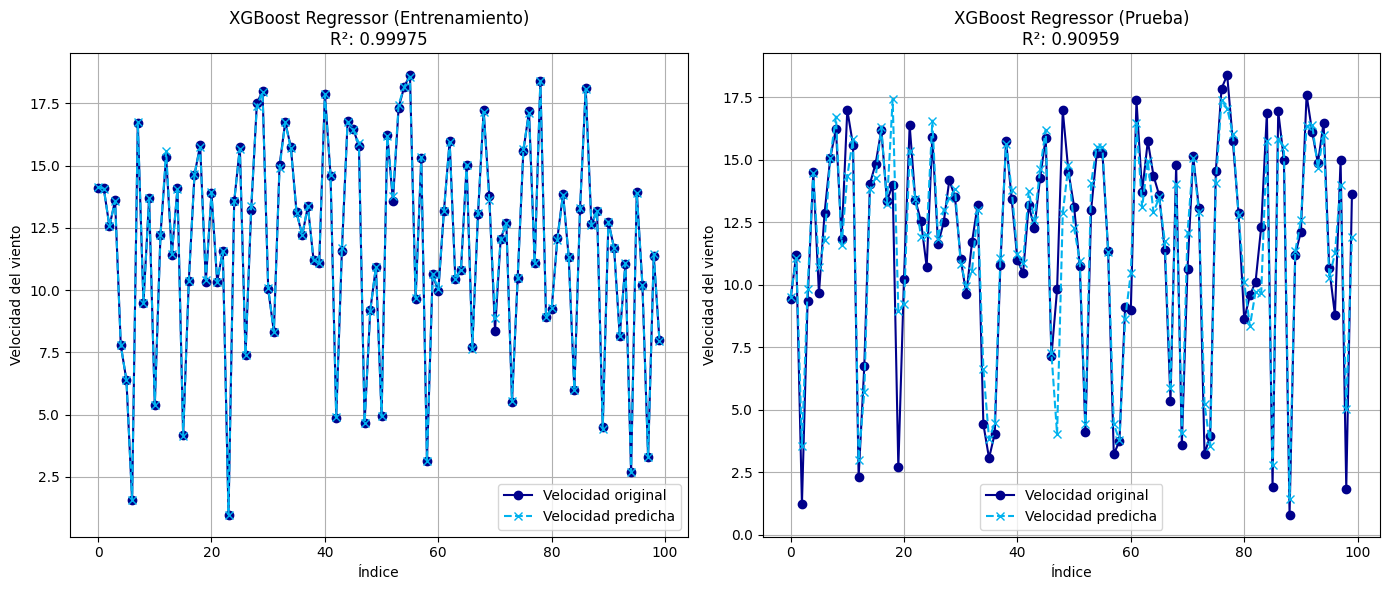 XGBoost Regressor (Entrenamiento)
R²: 0.99975
Velocidad del viento
17.5
15.0
12.5
10.0
7.5
5.0
2.5
0
20
40
60
80
100
Índice
Velocidad original
Velocidad predicha
XGBoost Regressor (Prueba)
R²: 0.90959
Velocidad del viento
17.5
15.0
12.5
10.0
7.5
5.0
2.5
0.0
0
20
40
60
80
100
Índice
Velocidad original
Velocidad predicha